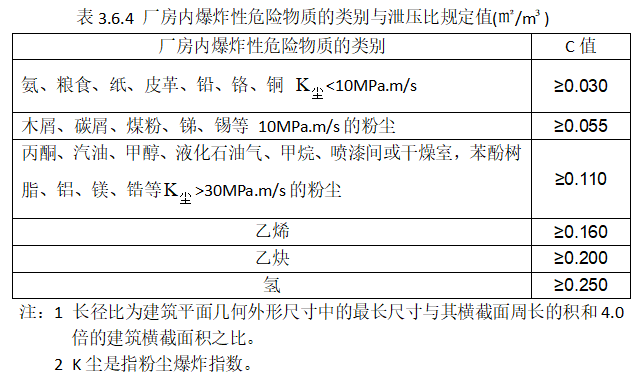 表 3.6.4 厂房内爆炸性危险物质的类别与泄压比规定值(㎡/m³ )
厂房内爆炸性危险物质的类别 C 值
氨、粮食、纸、皮革、铅、铬、铜 K尘<10MPa.m/s ≥0.030
木屑、碳屑、煤粉、锑、锡等 10MPa.m/s 的粉尘 ≥0.055
丙酮、汽油、甲醇、液化石油气、甲烷、喷漆间或干燥室，苯酚树
脂、铝、镁、锆等K尘 >30MPa.m/s 的粉尘 ≥0.110
乙烯 ≥0.160
乙炔 ≥0.200
氢 ≥0.250
注：1 长径比为建筑平面几何外形尺寸中的最长尺寸与其横截面周长的积和 4.0
倍的建筑横截面积之比。
2 K 尘是指粉尘爆炸指数。